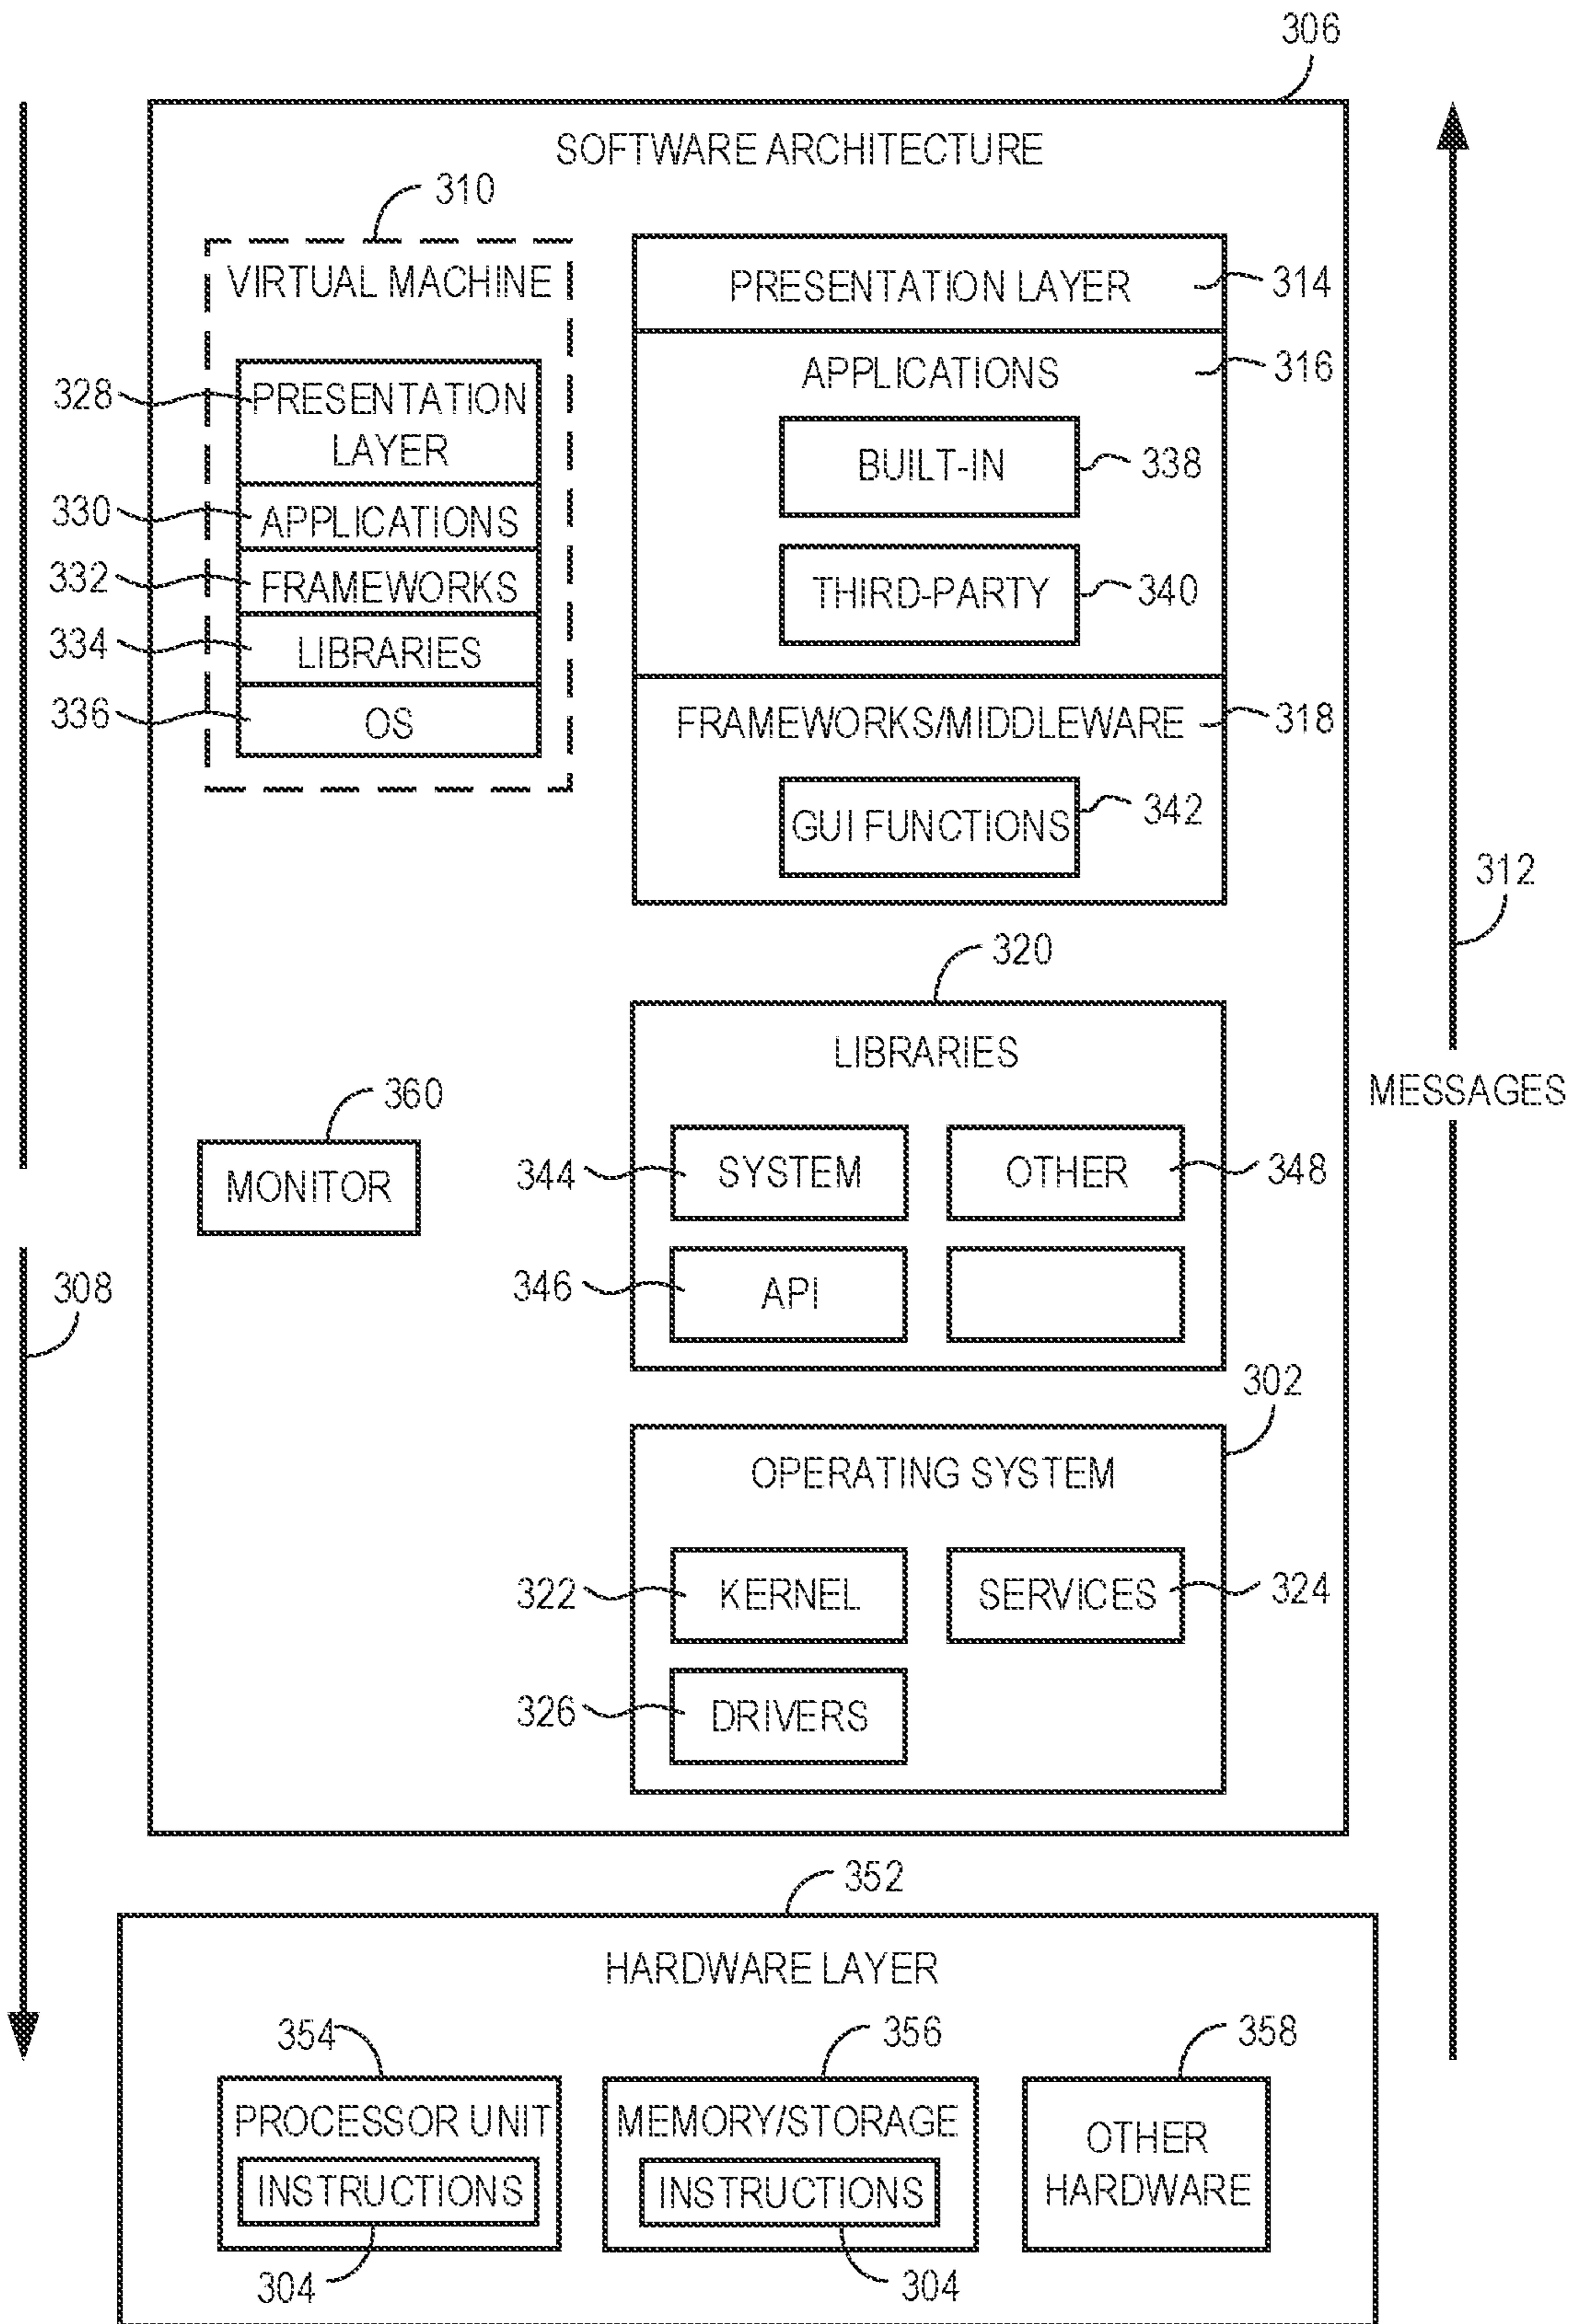 306
SOFTWARE ARCHITECTURE
310
VIRTUAL MACHINE
328
PRESENTATION
LAYER
330
APPLICATIONS
332
FRAMEWORKS
334
LIBRARIES
336
OS
PRESENTATION LAYER
314
APPLICATIONS
316
BUILT-IN
338
THIRD-PARTY
340
FRAMEWORKS/MIDDLEWARE
318
GUI FUNCTIONS
342
312
MESSAGES
320
LIBRARIES
360
MONITOR
344
SYSTEM
OTHER
348
346
API
308
302
OPERATING SYSTEM
322
KERNEL
SERVICES
324
326
DRIVERS
352
HARDWARE LAYER
354
PROCESSOR UNIT
INSTRUCTIONS
304
356
MEMORY/STORAGE
INSTRUCTIONS
304
358
OTHER
HARDWARE